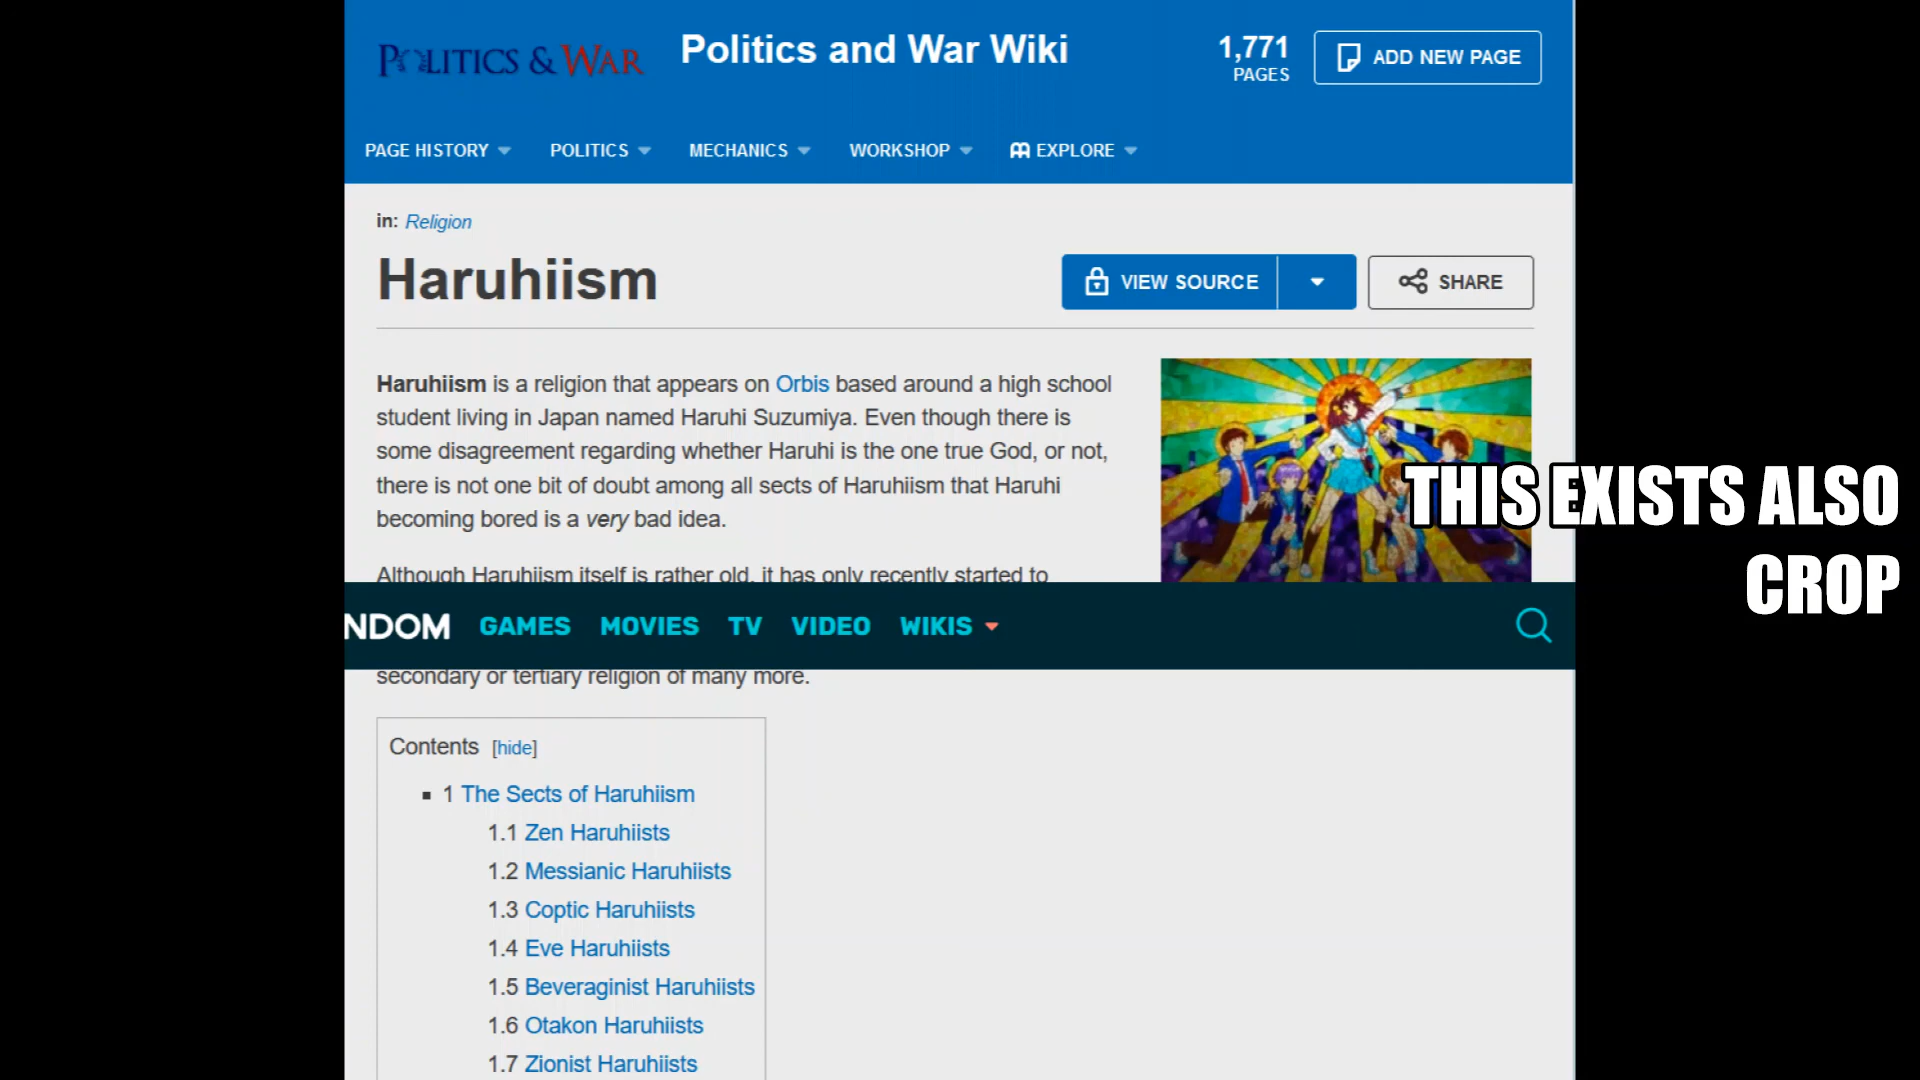 POLITICS & WAR
Politics and War Wiki
1,771
PAGES
ADD NEW PAGE
PAGE HISTORY
POLITICS
MECHANICS
WORKSHOP
EXPLORE
in: Religion
Haruhiism
VIEW SOURCE
SHARE
Haruhiism is a religion that appears on Orbis based around a high school
student living in Japan named Haruhi Suzumiya. Even though there is
some disagreement regarding whether Haruhi is the one true God, or not,
there is not one bit of doubt among all sects of Haruhiism that Haruhi
becoming bored is a very bad idea.
Although Haruhiism itself is rather old, it has only recently started to
THIS EXISTS ALSO
CROP
NDOM
GAMES
MOVIES
TV
VIDEO
WIKIS
secondary or tertiary religion of many more.
Contents [hide]
1 The Sects of Haruhiism
1.1 Zen Haruhiists
1.2 Messianic Haruhiists
1.3 Coptic Haruhiists
1.4 Eve Haruhiists
1.5 Beveraginist Haruhiists
1.6 Otakon Haruhiists
1.7 Zionist Haruhiists